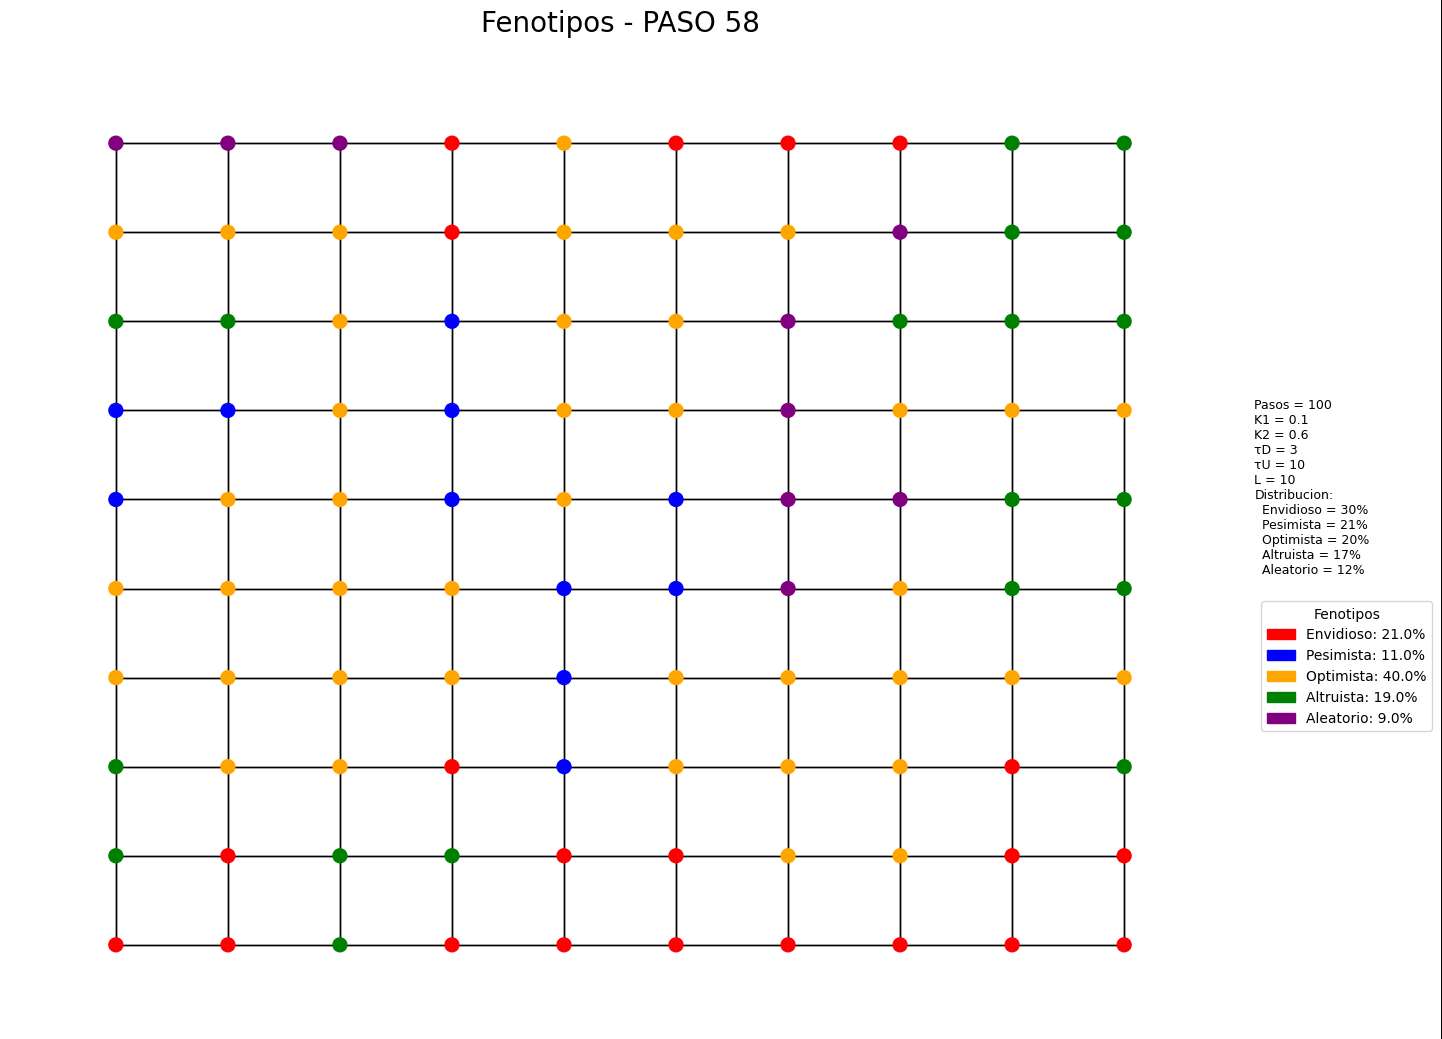 Fenotipos - PASO 58
Pasos = 100
K1 = 0.1
K2 = 0.6
τD = 3
τU = 10
L = 10
Distribucion:
Envidioso = 30%
Pesimista = 21%
Optimista = 20%
Altruista = 17%
Aleatorio = 12%
Fenotipos
Envidioso: 21.0%
Pesimista: 11.0%
Optimista: 40.0%
Altruista: 19.0%
Aleatorio: 9.0%